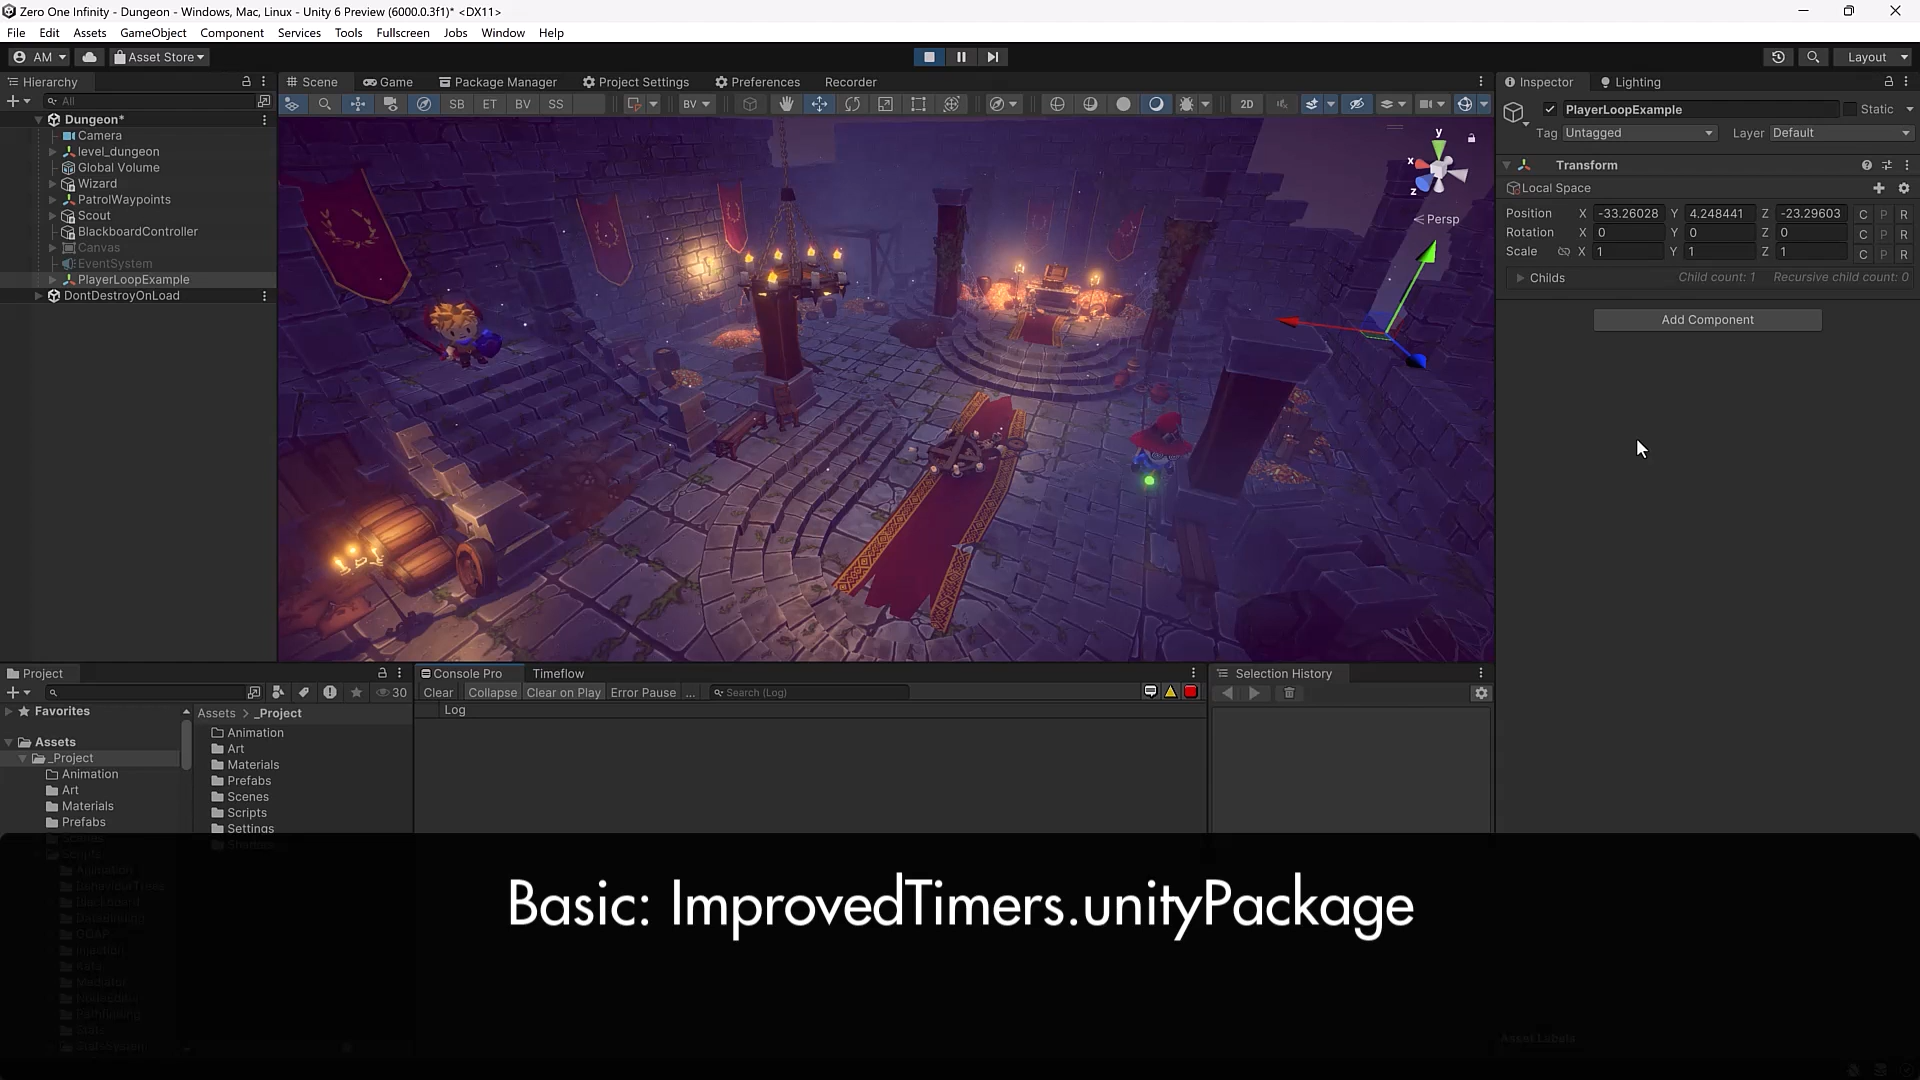 Zero One Infinity - Dungeon - Windows, Mac, Linux - Unity 6 Preview (6000.0.3f1)* <DX11>
File Edit Assets GameObject Component Services Tools Fullscreen Jobs Window Help
AM Asset Store Layout
Hierarchy Scene Game Package Manager Project Settings Preferences Recorder Inspector Lighting
All SB ET BV SS BV 2D
PlayerLoopExample Static
Tag Untagged Layer Default
Dungeon*
Camera
level_dungeon
Global Volume
Wizard
PatrolWaypoints
Scout
BlackboardController
Canvas
EventSystem
PlayerLoopExample
DontDestroyOnLoad
y
x
z
Persp
Transform
Local Space
Position X -33.26028 Y 4.248441 Z -23.29603 C P R
Rotation X 0 Y 0 Z 0 C P R
Scale X 1 Y 1 Z 1 C P R
Childs Child count: 1 Recursive child count: 0
Add Component
Project
30
Favorites
Assets
_Project
Animation
Art
Materials
Prefabs
Assets > _Project
Animation
Art
Materials
Prefabs
Scenes
Scripts
Settings
Console Pro Timeflow
Clear Collapse Clear on Play Error Pause ... Search (Log)
Log
Selection History
Basic: ImprovedTimers.unityPackage
Asset Labels